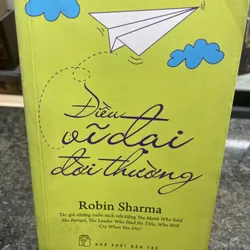 Điều
vĩ đại
đời thường
Robin Sharma
Tác giả những cuốn sách nổi tiếng The Monk Who Sold
His Ferrari, The Leader Who Had No Title, Who Will
Cry When You Die?
NHÀ XUẤT BẢN TRẺ